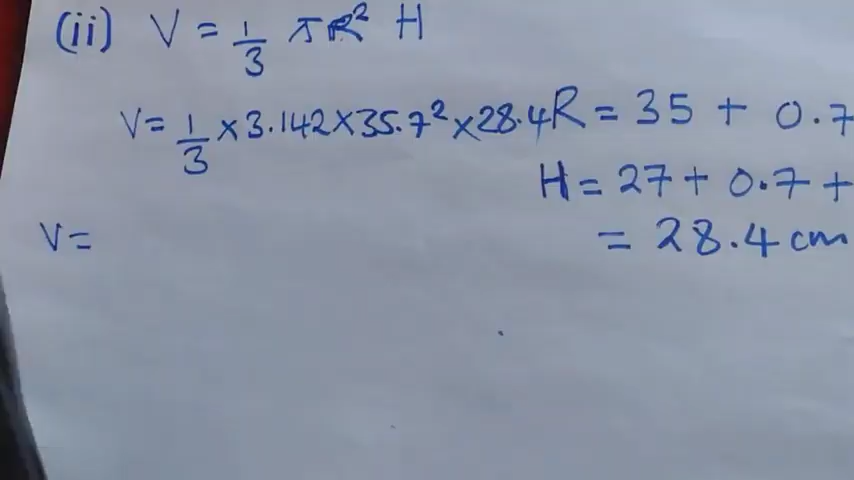 (ii) V = 1/3 πR² H
V = 1/3 × 3.142 × 35.7² × 28.4 R = 35 + 0.7
H = 27 + 0.7 +
V = = 28.4 cm